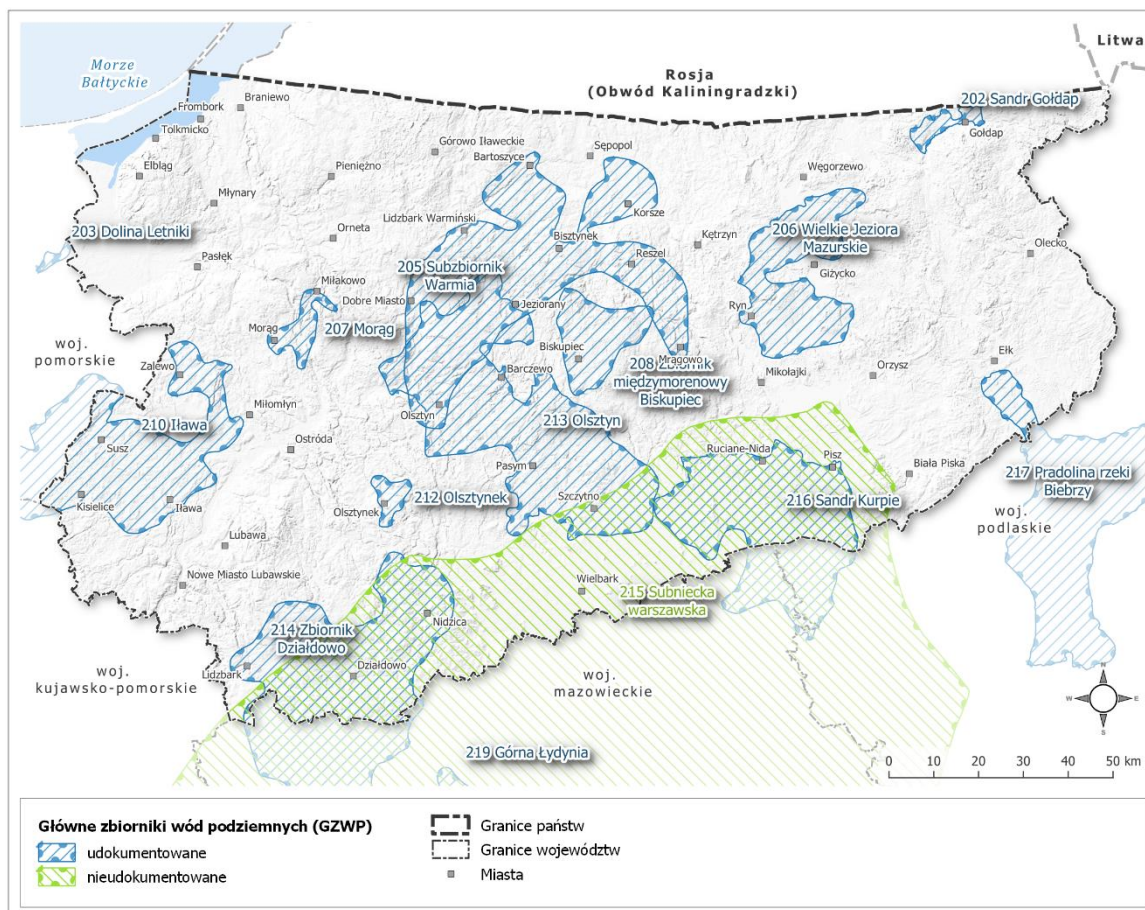 Morze
Bałtyckie
Litwa
Rosja
(Obwód Kaliningradzki)
202 Sandr Gołdap
Gołdap
Frombork
Braniewo
Tolkmicko
Elbląg
Młynary
Pieniężno
Górowo Iławeckie
Bartoszyce
Sępopol
Węgorzewo
203 Dolina Letniki
Orneta
Lidzbark Warmiński
Korsze
Bisztynek
Kętrzyn
206 Wielkie Jeziora
Mazurskie
Olecko
Pasłęk
205 Subzbiornik
Warmia
Reszel
Giżycko
Miłakowo
Dobre Miasto
Jeziorany
Ryn
207 Morąg
Morąg
woj.
pomorskie
Zalewo
Biskupiec
Mrągowo
208 Zbiornik
międzymorenowy
Biskupiec
Barczewo
Mikołajki
Orzysz
Ełk
210 Iława
Miłomłyn
Olsztyn
213 Olsztyn
Susz
Ostróda
Ruciane-Nida
Pisz
Pasym
Biała Piska
217 Pradolina rzeki
Biebrzy
Kisielice
Iława
212 Olsztynek
Olsztynek
Szczytno
216 Sandr Kurpie
woj.
podlaskie
Lubawa
Nowe Miasto Lubawskie
Wielbark
215 Subniecka
warszawska
214 Zbiornik
Działdowo
Nidzica
Lidzbark
Działdowo
woj.
kujawsko-pomorskie
woj.
mazowieckie
N
W
E
S
219 Górna Łydynia
0 10 20 30 40 50 km
Główne zbiorniki wód podziemnych (GZWP)
udokumentowane
nieudokumentowane
Granice państw
Granice województw
Miasta